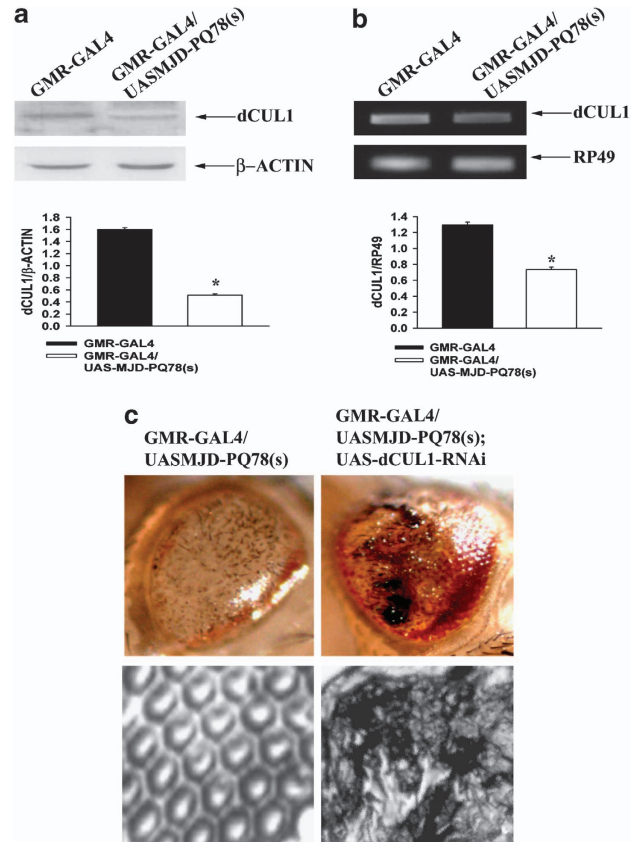 a
GMR-GAL4
GMR-GAL4/
UASMJD-PQ78(s)
dCUL1
β-ACTIN
dCUL1/β-ACTIN
1.8
1.6
1.4
1.2
1.0
0.8
0.6
0.4
0.2
0.0
*
GMR-GAL4
GMR-GAL4/
UAS-MJD-PQ78(s)
b
GMR-GAL4
GMR-GAL4/
UASMJD-PQ78(s)
dCUL1
RP49
dCUL1/RP49
1.4
1.2
1.0
0.8
0.6
0.4
0.2
0.0
*
GMR-GAL4
GMR-GAL4/
UAS-MJD-PQ78(s)
c
GMR-GAL4/
UASMJD-PQ78(s)
GMR-GAL4/
UASMJD-PQ78(s);
UAS-dCUL1-RNAi